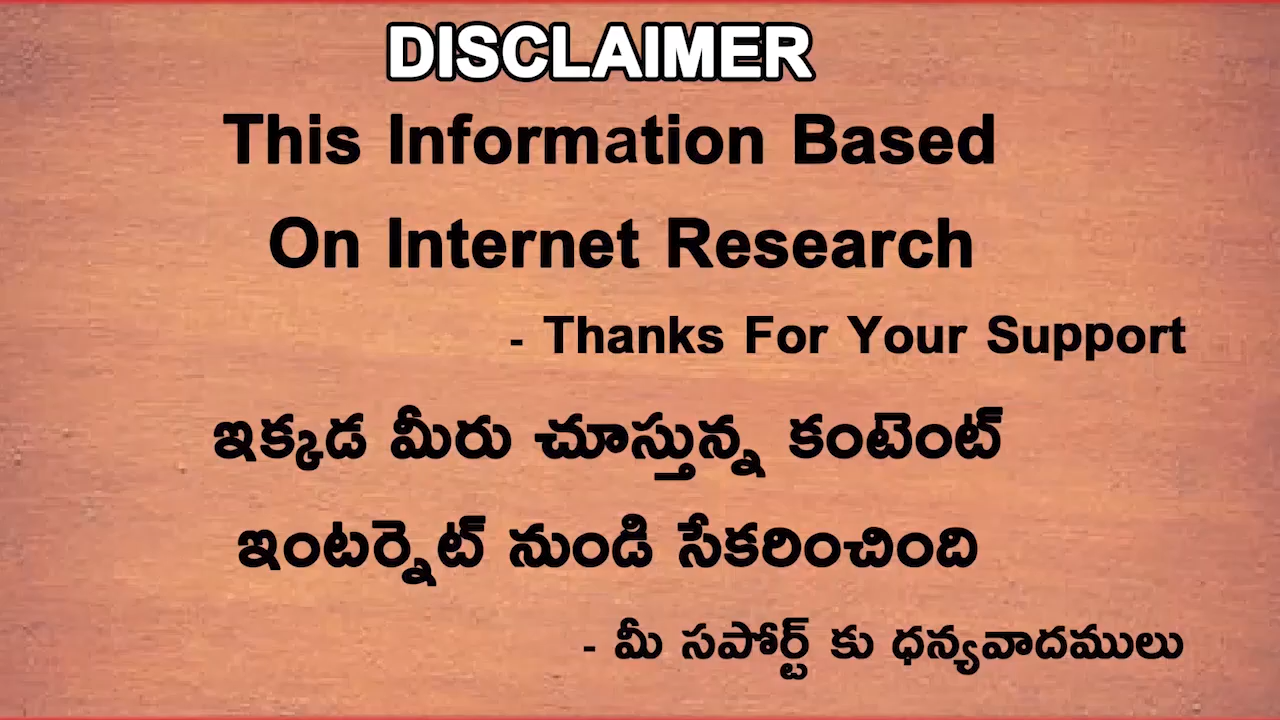 DISCLAIMER
This Information Based
On Internet Research
- Thanks For Your Support
ఇక్కడ మీరు చూస్తున్న కంటెంట్
ఇంటర్నెట్ నుండి సేకరించింది
- మీ సపోర్ట్ కు ధన్యవాదములు